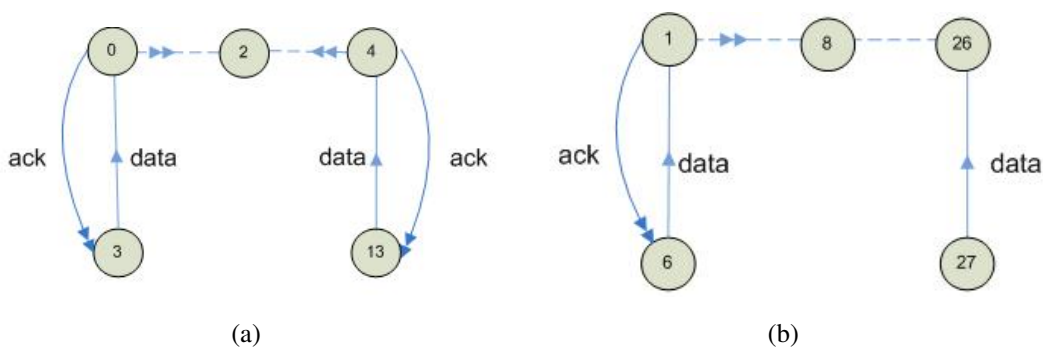 0 2 4
ack data data ack
3 13
(a)
1 8 26
ack data data
6 27
(b)